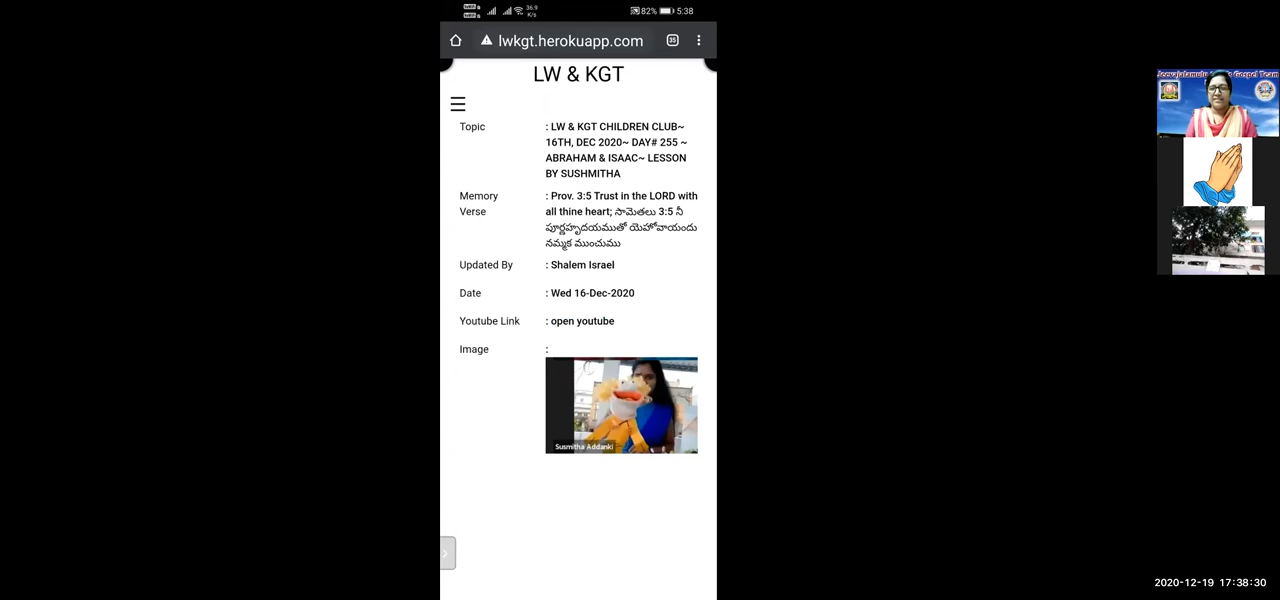 36.9
K/s
82%
5:38
lwkgt.herokuapp.com
35
LW & KGT
Topic : LW & KGT CHILDREN CLUB~
16TH, DEC 2020~ DAY# 255 ~
ABRAHAM & ISAAC~ LESSON
BY SUSHMITHA
Memory : Prov. 3:5 Trust in the LORD with
Verse all thine heart; సామెతలు 3:5 నీ
పూర్ణహృదయముతో యెహోవాయందు
నమ్మక ముంచుము
Updated By : Shalem Israel
Date : Wed 16-Dec-2020
Youtube Link : open youtube
Image :
Susmitha Addanki
Gospel Team
2020-12-19 17:38:30